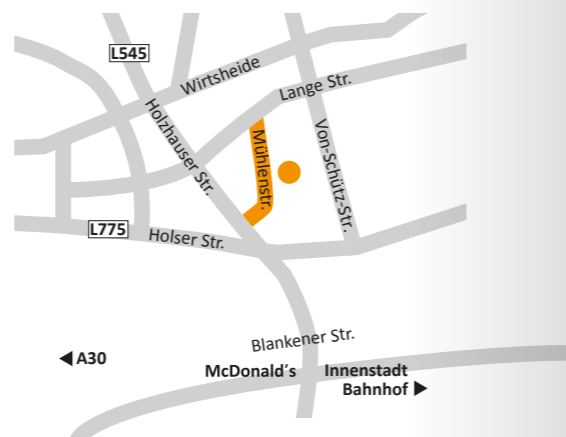 L545
Wirtsheide
Lange Str.
Holzhauser Str.
Mühlenstr.
Von-Schütz-Str.
L775
Holser Str.
Blankener Str.
A30
McDonald's
Innenstadt
Bahnhof